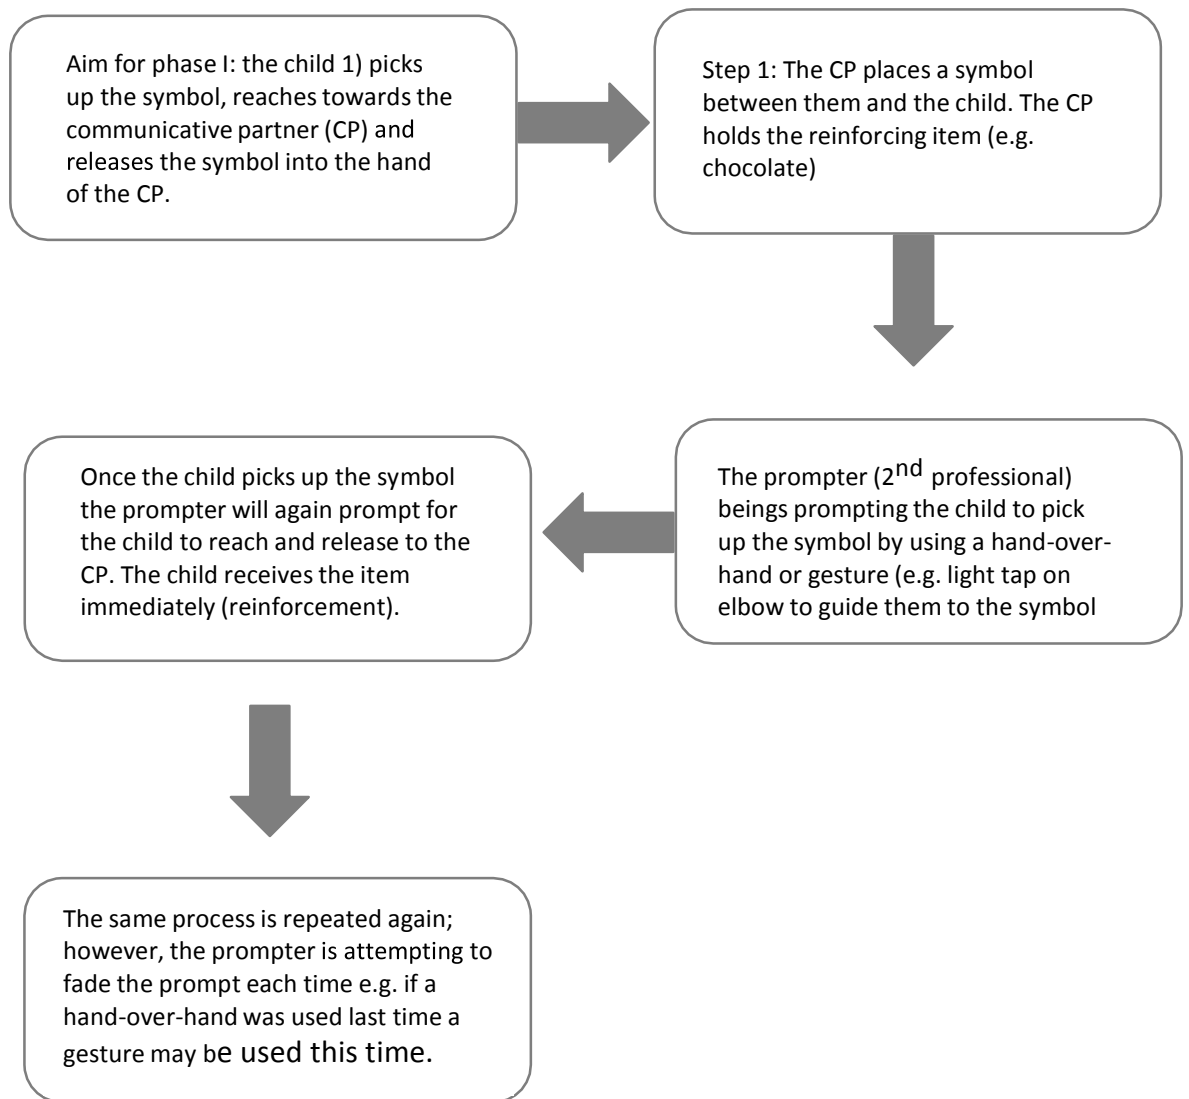 Aim for phase I: the child 1) picks
up the symbol, reaches towards the
communicative partner (CP) and
releases the symbol into the hand
of the CP.
Step 1: The CP places a symbol
between them and the child. The CP
holds the reinforcing item (e.g.
chocolate)
The prompter (2nd professional)
beings prompting the child to pick
up the symbol by using a hand-over-
hand or gesture (e.g. light tap on
elbow to guide them to the symbol
Once the child picks up the symbol
the prompter will again prompt for
the child to reach and release to the
CP. The child receives the item
immediately (reinforcement).
The same process is repeated again;
however, the prompter is attempting to
fade the prompt each time e.g. if a
hand-over-hand was used last time a
gesture may be used this time.